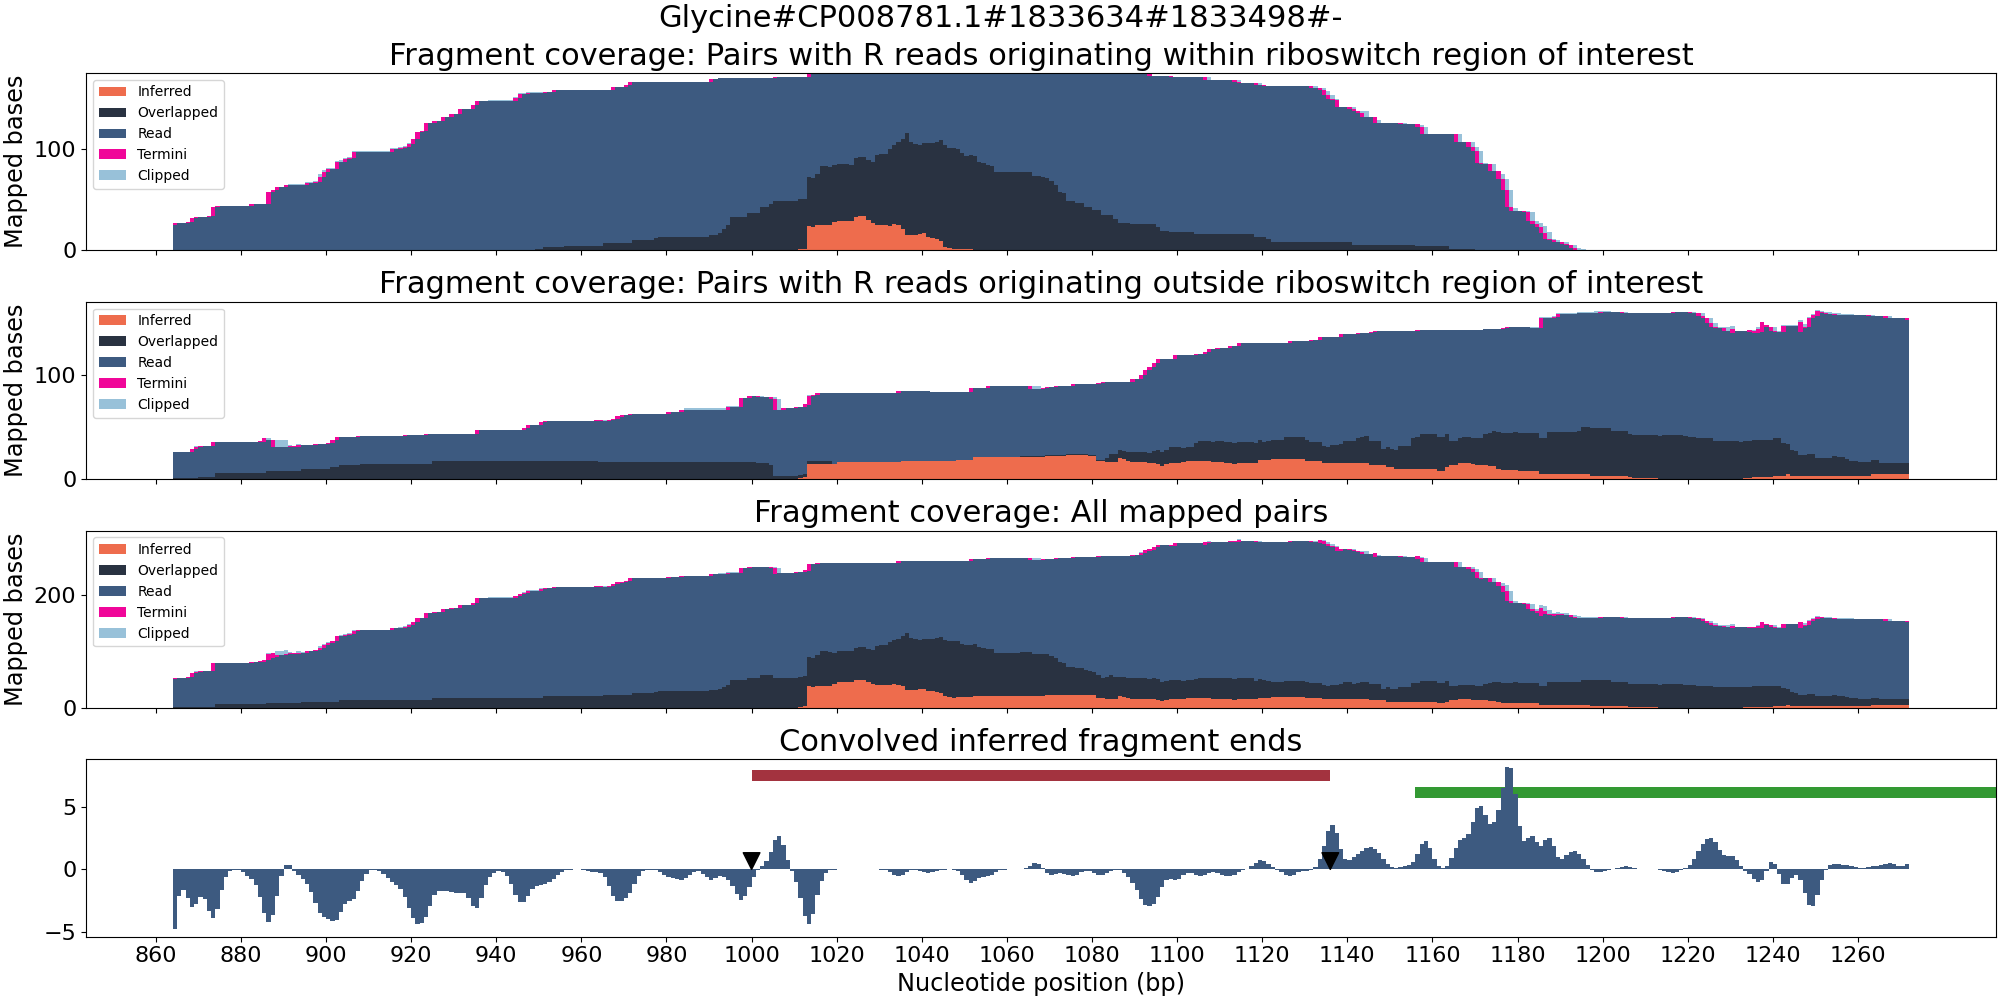 Glycine#CP008781.1#1833634#1833498#-
Fragment coverage: Pairs with R reads originating within riboswitch region of interest
Mapped bases
100
0
Inferred
Overlapped
Read
Termini
Clipped
Fragment coverage: Pairs with R reads originating outside riboswitch region of interest
Mapped bases
100
0
Inferred
Overlapped
Read
Termini
Clipped
Fragment coverage: All mapped pairs
Mapped bases
200
0
Inferred
Overlapped
Read
Termini
Clipped
Convolved inferred fragment ends
5
0
−5
860 880 900 920 940 960 980 1000 1020 1040 1060 1080 1100 1120 1140 1160 1180 1200 1220 1240 1260
Nucleotide position (bp)